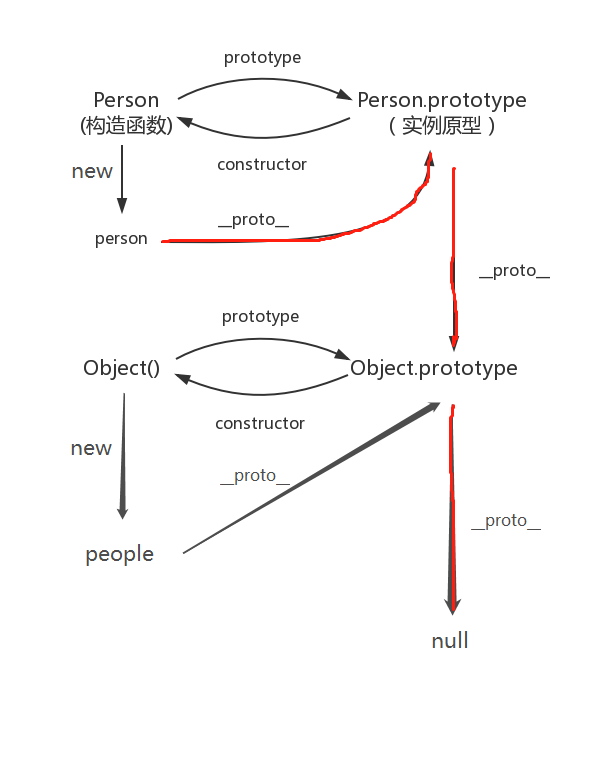 prototype
Person
(构造函数)
Person.prototype
（实例原型）
constructor
new
__proto__
person
__proto__
prototype
Object()
Object.prototype
constructor
new
__proto__
people
__proto__
null